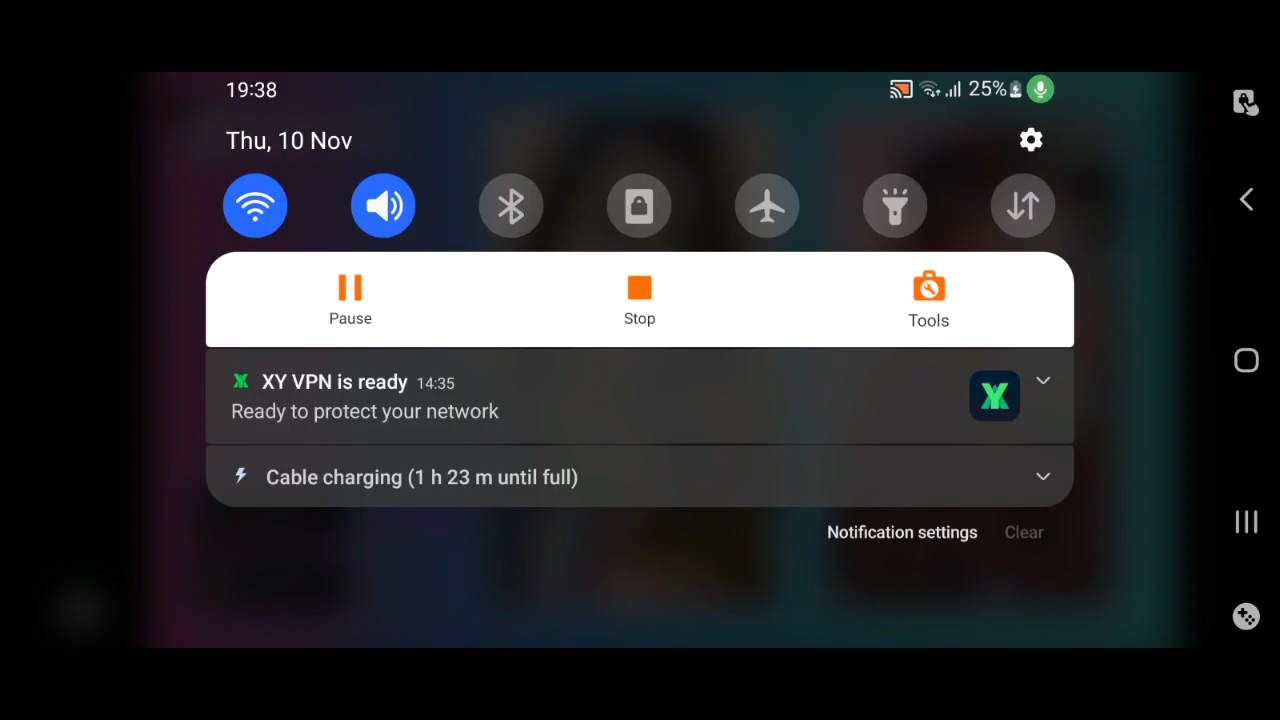 19:38
25%
Thu, 10 Nov
Pause
Stop
Tools
XY VPN is ready 14:35
Ready to protect your network
Cable charging (1 h 23 m until full)
Notification settings Clear